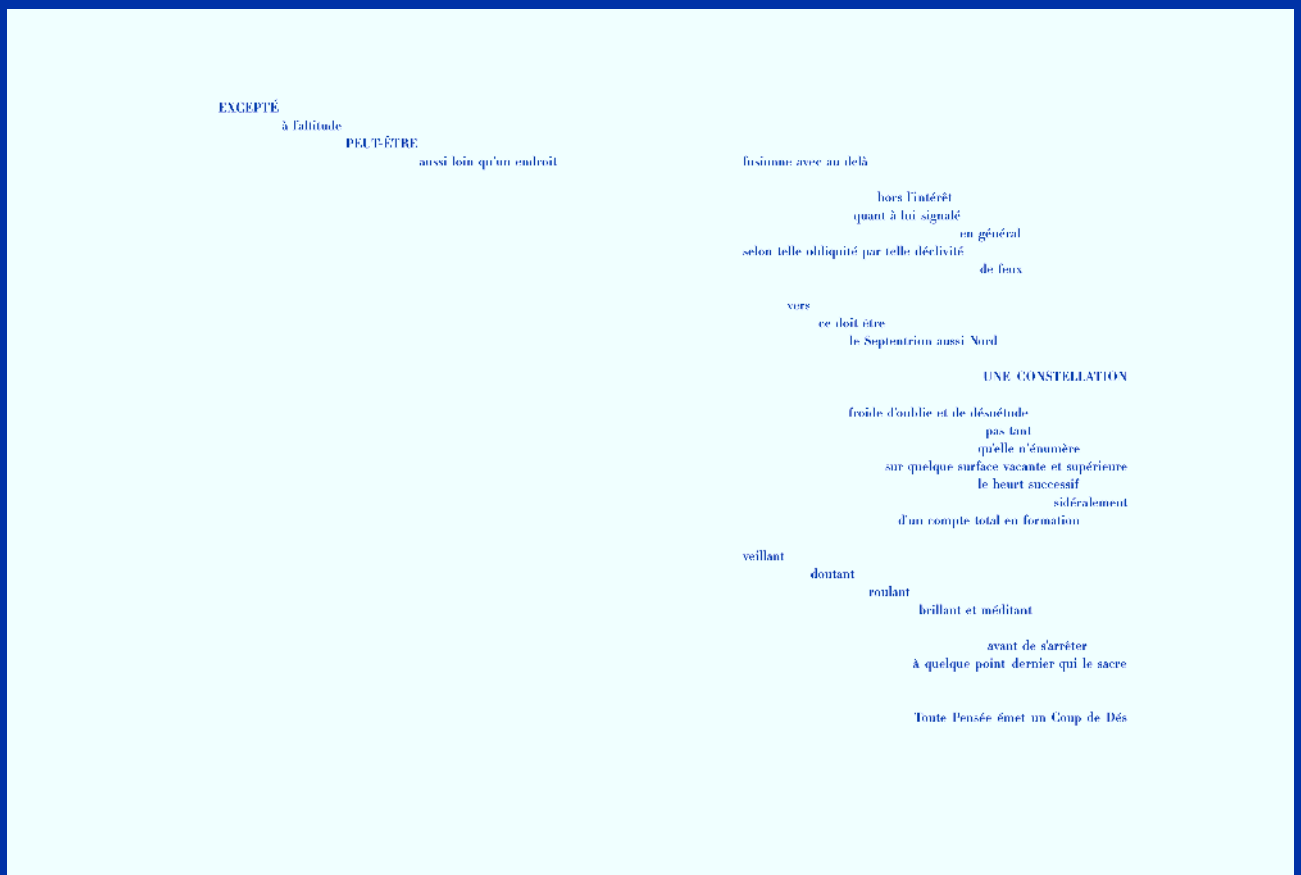 EXCEPTÉ
à l'altitude
PEUT-ÊTRE
aussi loin qu'un endroit fusionne avec au delà
hors l'intérêt
quant à lui signalé
en général
selon telle obliquité par telle déclivité
de feux
vers
ce doit être
le Septentrion aussi Nord
UNE CONSTELLATION
froide d'oublie et de désuétude
pas tant
qu'elle n'énumère
sur quelque surface vacante et supérieure
le heurt successif
sidéralement
d'un compte total en formation
veillant
doutant
roulant
brillant et méditant
avant de s'arrêter
à quelque point dernier qui le sacre
Toute Pensée émet un Coup de Dés